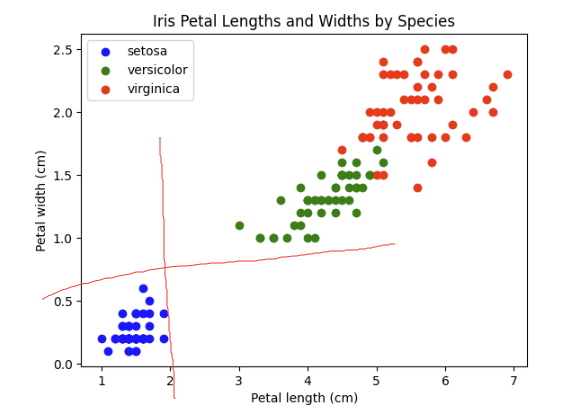 Iris Petal Lengths and Widths by Species
setosa
versicolor
virginica
Petal width (cm)
2.5
2.0
1.5
1.0
0.5
0.0
1 2 3 4 5 6 7
Petal length (cm)